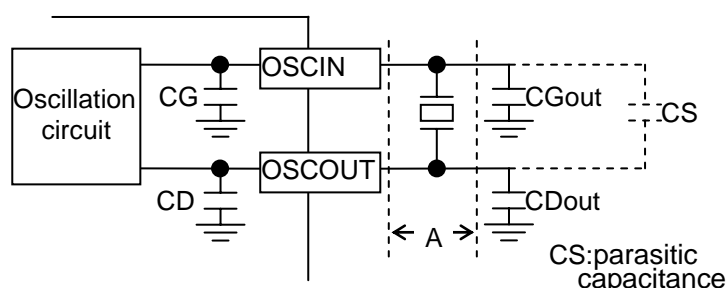 OSCIN
Oscillation
circuit
CG
CGout
CS
OSCOUT
CD
CDout
A
CS:parasitic
capacitance